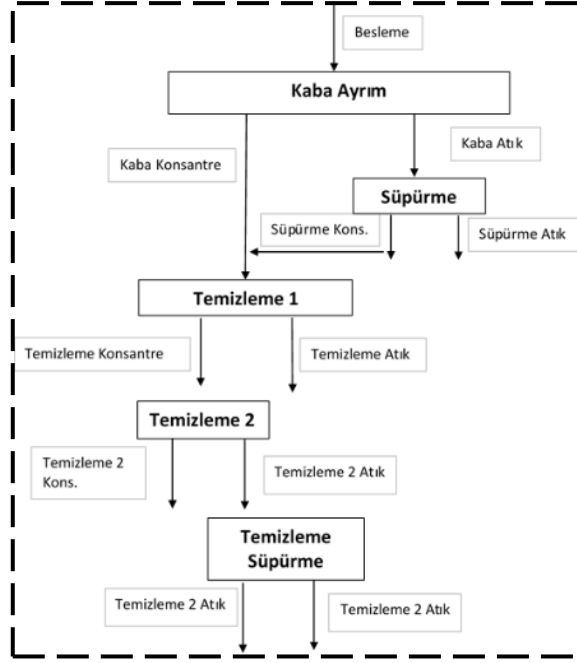 Besleme
Kaba Ayrım
Kaba Konsantre
Kaba Atık
Süpürme
Süpürme Kons.
Süpürme Atık
Temizleme 1
Temizleme Konsantre
Temizleme Atık
Temizleme 2
Temizleme 2
Kons.
Temizleme 2 Atık
Temizleme
Süpürme
Temizleme 2 Atık
Temizleme 2 Atık